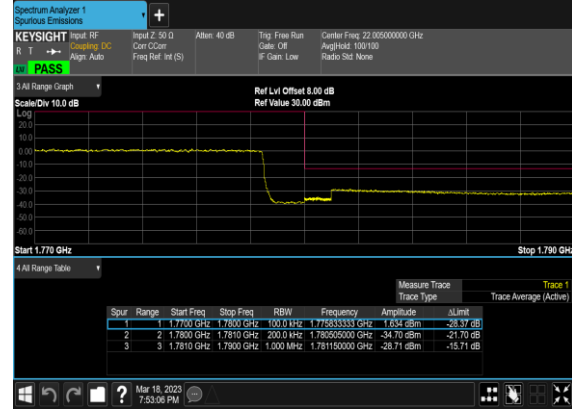 Spectrum Analyzer 1
Spurious Emissions
+
KEYSIGHT Input: RF Input Z: 50 Ω Atten: 40 dB Trig: Free Run Center Freq: 22.005000000 GHz
R T Coupling: DC Corr CCorr Gate: Off Avg|Hold: 100/100
Align: Auto Freq Ref: Int (S) IF Gain: Low Radio Std: None
PASS
3 All Range Graph Ref Lvl Offset 8.00 dB
Scale/Div 10.0 dB Ref Value 30.00 dBm
Log
20.0
10.0
0.00
-10.0
-20.0
-30.0
-40.0
-50.0
-60.0
Start 1.770 GHz Stop 1.790 GHz
4 All Range Table
Measure Trace Trace 1
Trace Type Trace Average (Active)
Spur Range Start Freq Stop Freq RBW Frequency Amplitude ΔLimit
1 1 1.7700 GHz 1.7800 GHz 100.0 kHz 1.775833333 GHz 1.634 dBm -28.37 dB
2 2 1.7800 GHz 1.7810 GHz 200.0 kHz 1.780505000 GHz -34.70 dBm -21.70 dB
3 3 1.7810 GHz 1.7900 GHz 1.000 MHz 1.781150000 GHz -28.71 dBm -15.71 dB
? Mar 18, 2023
7:53:06 PM